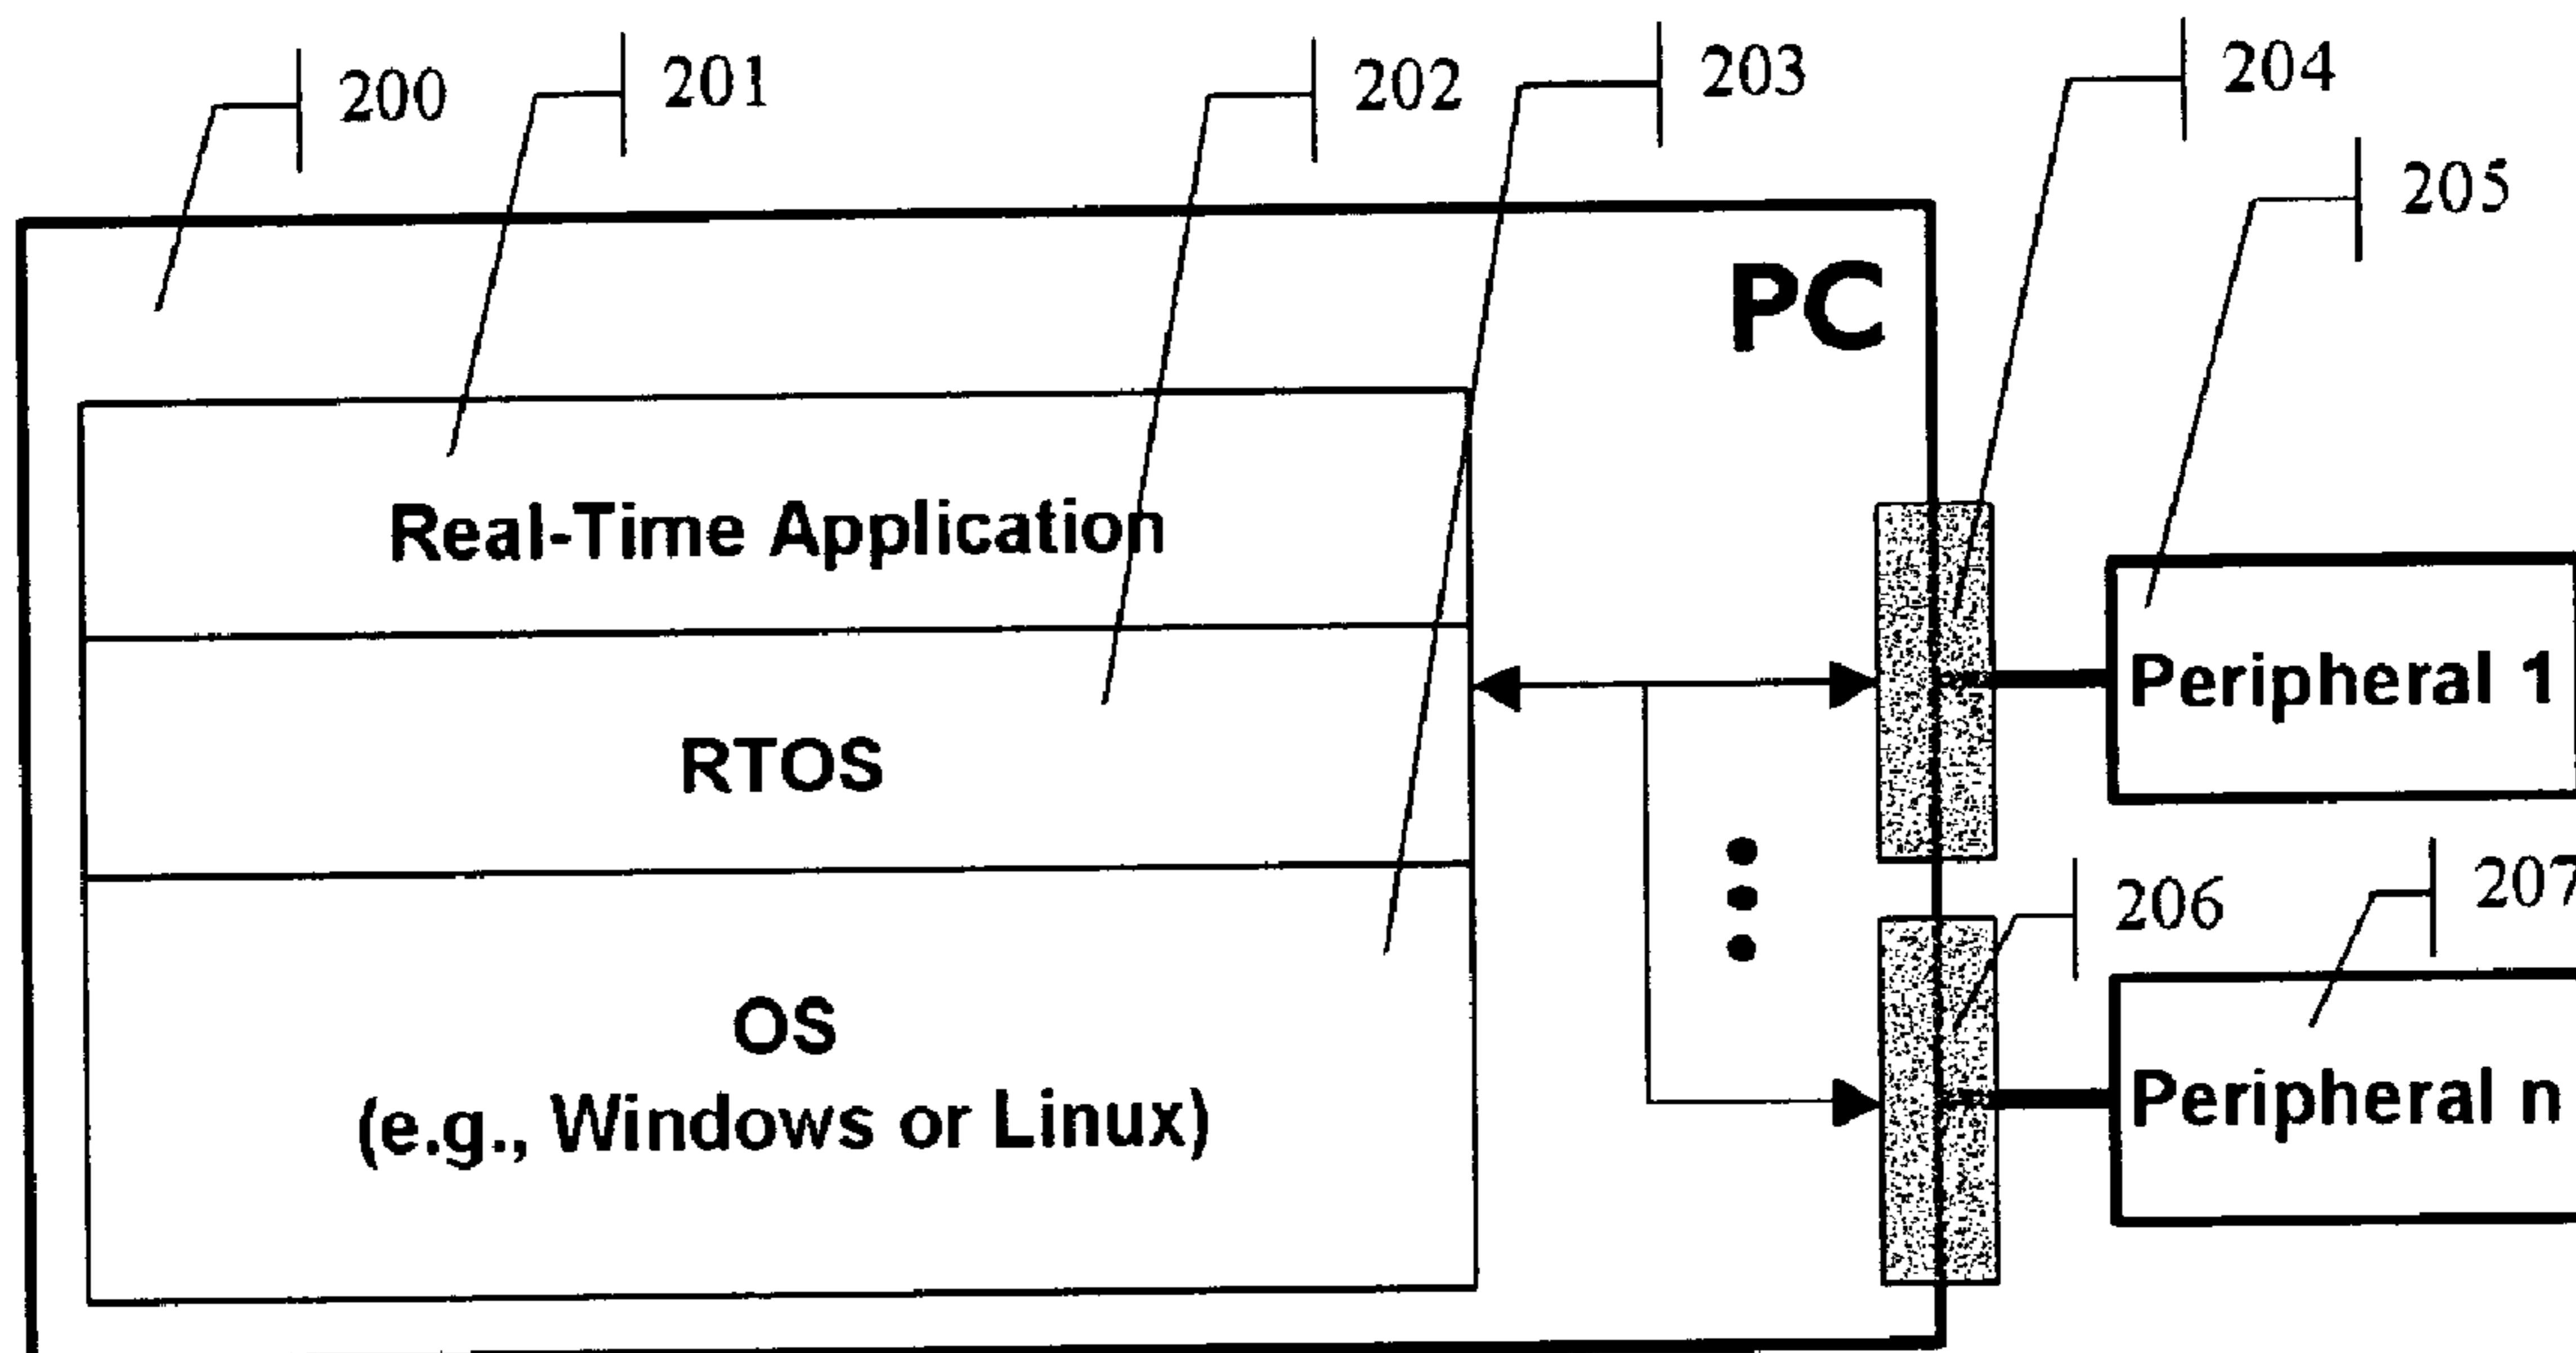 200
201
202
203
204
205
PC
Real-Time Application
RTOS
OS
(e.g., Windows or Linux)
Peripheral 1
206
207
Peripheral n